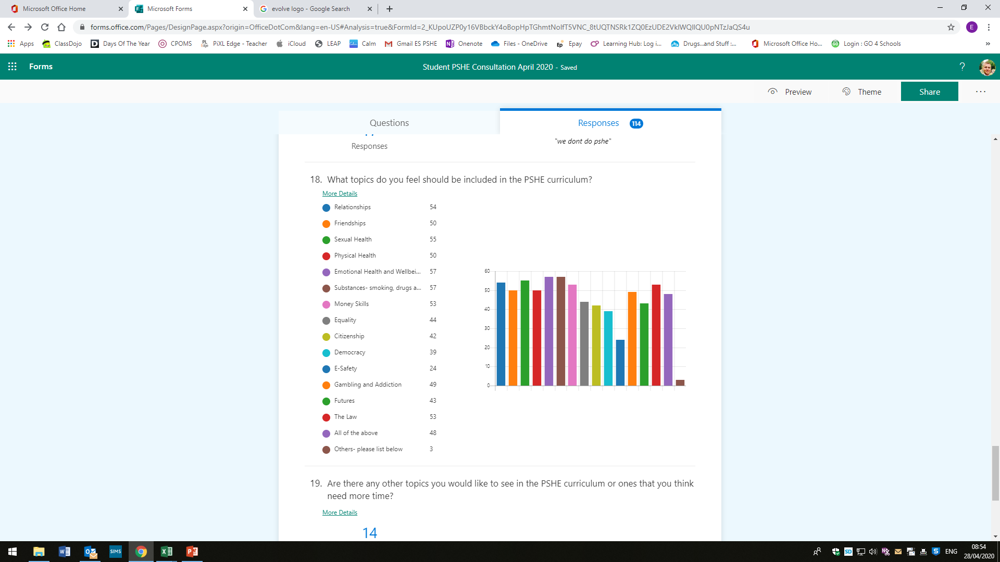 Microsoft Office Home
Microsoft Forms
evolve logo - Google Search
forms.office.com/Pages/DesignPage.aspx?origin=OfficeDotCom&lang=en-US#Analysis=true&FormId=2_KUpoUZP0y16VBbckY4oBopHpTGhmtNolfT5VNC_8tUQTNSRk1ZQ0EzUDE2VklWQllQU0pNTzJaQS4u
E
Apps
ClassDojo
D Days Of The Year
CPOMS
PL Edge PiXL Edge - Teacher
iCloud
LEAP
Calm Calm
Gmail ES PSHE
Onenote
Files - OneDrive
Ep Epay
Learning Hub: Log i...
Drugs...and Stuff :...
Microsoft Office Ho...
GO Login : GO 4 Schools
»
Forms
Student PSHE Consultation April 2020 - Saved
?
Preview
Theme
Share
...
Questions
Responses 114
Responses
"we dont do pshe"
18. What topics do you feel should be included in the PSHE curriculum?
More Details
Relationships 54
Friendships 50
Sexual Health 55
Physical Health 50
Emotional Health and Wellbei... 57
Substances- smoking, drugs a... 57
Money Skills 53
Equality 44
Citizenship 42
Democracy 39
E-Safety 24
Gambling and Addiction 49
Futures 43
The Law 53
All of the above 48
Others- please list below 3
60
50
40
30
20
10
0
19. Are there any other topics you would like to see in the PSHE curriculum or ones that you think
need more time?
More Details
14
SIMS
SD
ENG
08:54
28/04/2020